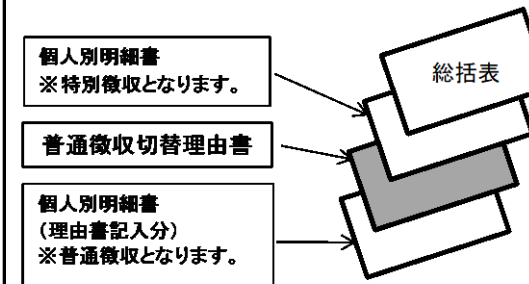 総括表
個人別明細書
※特別徴収となります。
普通徴収切替理由書
個人別明細書
（理由書記入分）
※普通徴収となります。